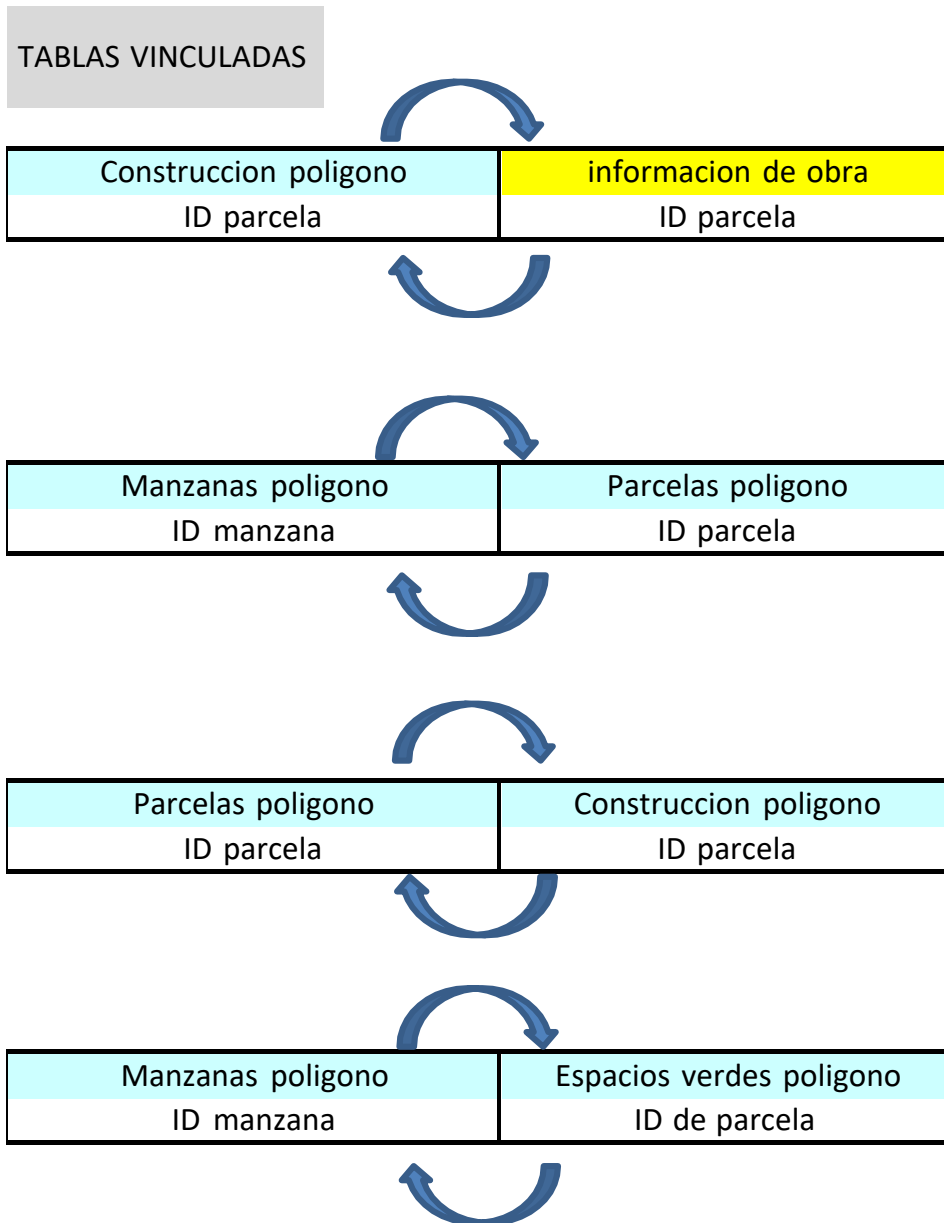 TABLAS VINCULADAS
Construccion poligono informacion de obra
ID parcela ID parcela
Manzanas poligono Parcelas poligono
ID manzana ID parcela
Parcelas poligono Construccion poligono
ID parcela ID parcela
Manzanas poligono Espacios verdes poligono
ID manzana ID de parcela